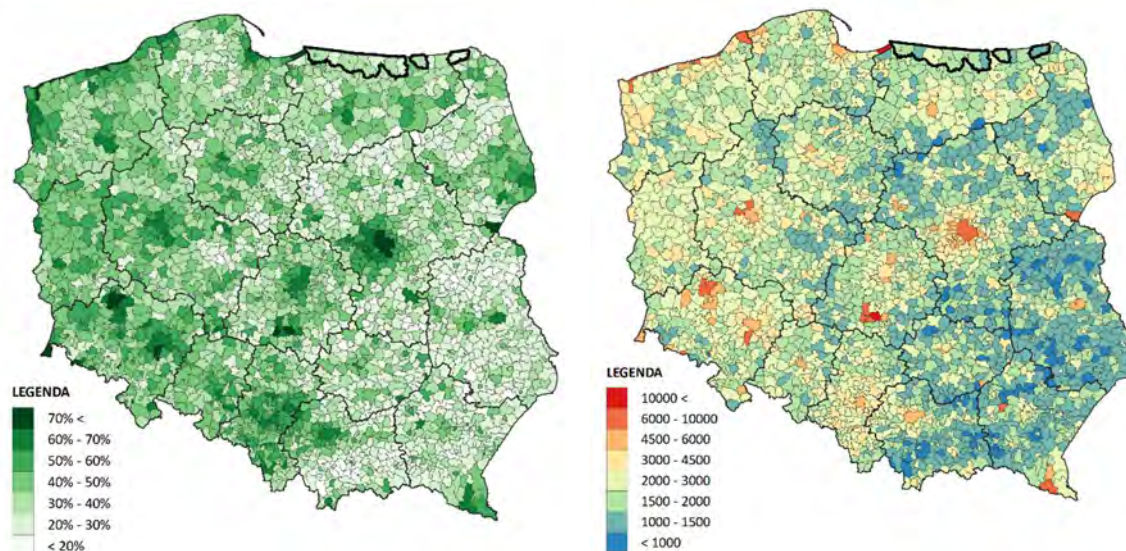 LEGENDA
70% <
60% - 70%
50% - 60%
40% - 50%
30% - 40%
20% - 30%
< 20%
LEGENDA
10000 <
6000 - 10000
4500 - 6000
3000 - 4500
2000 - 3000
1500 - 2000
1000 - 1500
< 1000